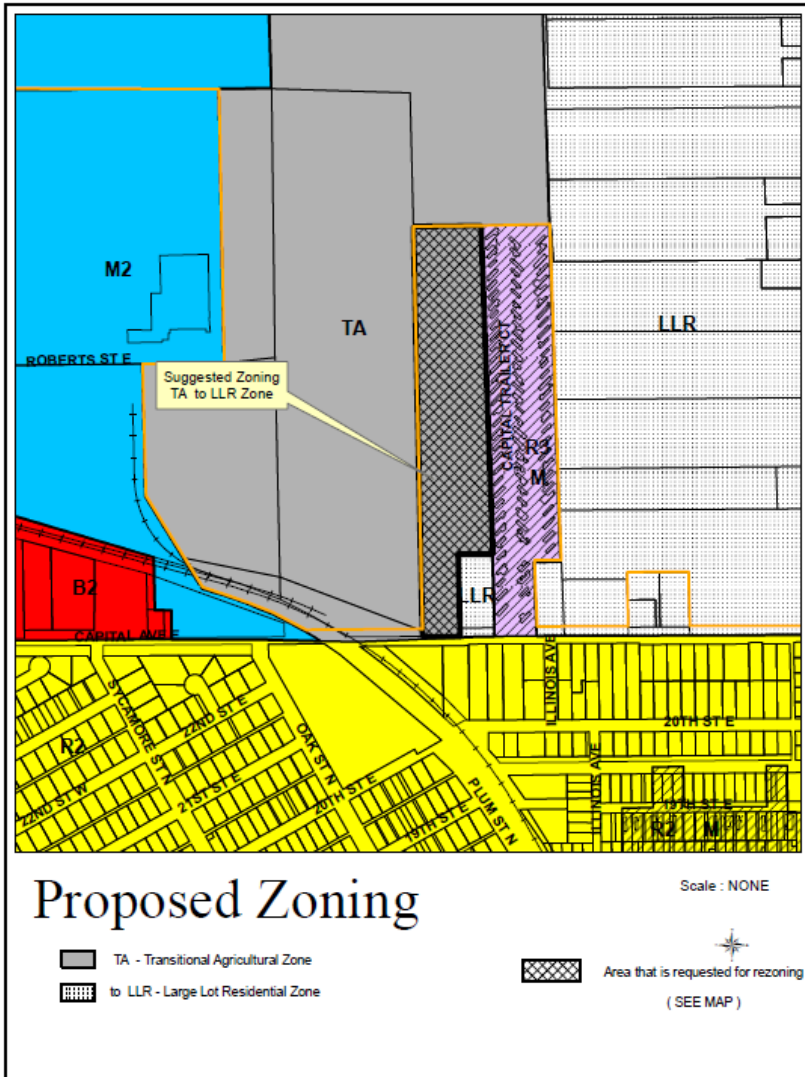 M2
TA
LLR
ROBERTS ST E
Suggested Zoning
TA to LLR Zone
CAPITAL TRAILER CT
R3
M
B2
LLR
CAPITAL AVE E
ILLINOIS AVE
SYCAMORE ST N
22ND ST E
OAK ST N
20TH ST E
R2
21ST ST E
20TH ST E
PLUM ST N
ILLINOIS AVE
22ND ST W
19TH ST E
19TH ST E
R2 M
Proposed Zoning
Scale : NONE
TA - Transitional Agricultural Zone
to LLR - Large Lot Residential Zone
Area that is requested for rezoning
( SEE MAP )